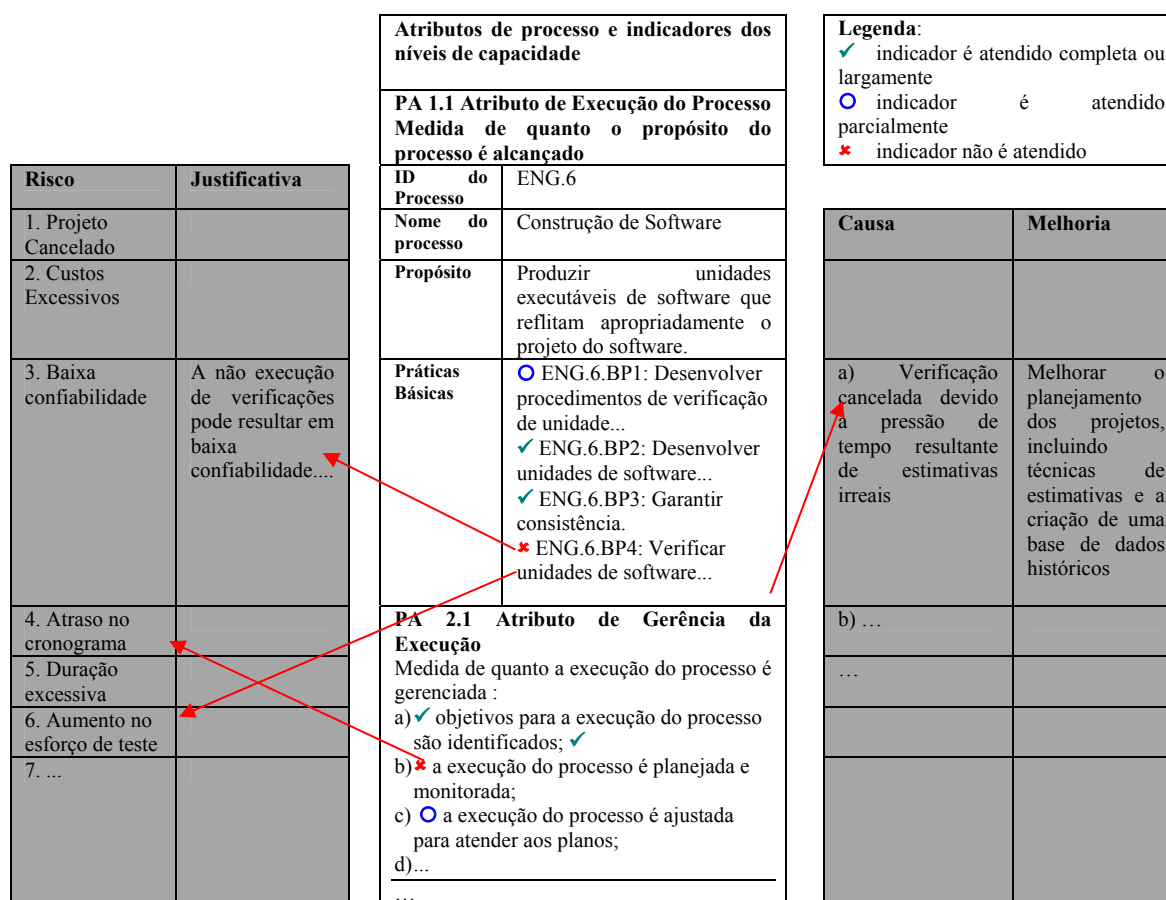 Atributos de processo e indicadores dos
níveis de capacidade
PA 1.1 Atributo de Execução do Processo
Medida de quanto o propósito do
processo é alcançado
Legenda:
✓ indicador é atendido completa ou
largamente
O indicador é atendido
parcialmente
✖ indicador não é atendido
Risco
Justificativa
1. Projeto
Cancelado
2. Custos
Excessivos
3. Baixa
confiabilidade
A não execução
de verificações
pode resultar em
baixa
confiabilidade....
4. Atraso no
cronograma
5. Duração
excessiva
6. Aumento no
esforço de teste
7. ...
ID do
Processo
ENG.6
Nome do
processo
Construção de Software
Propósito
Produzir unidades
executáveis de software que
reflitam apropriadamente o
projeto do software.
Práticas
Básicas
O ENG.6.BP1: Desenvolver
procedimentos de verificação
de unidade...
✓ ENG.6.BP2: Desenvolver
unidades de software...
✓ ENG.6.BP3: Garantir
consistência.
✖ ENG.6.BP4: Verificar
unidades de software...
PA 2.1 Atributo de Gerência da
Execução
Medida de quanto a execução do processo é
gerenciada :
a) ✓ objetivos para a execução do processo
são identificados; ✓
b) ✖ a execução do processo é planejada e
monitorada;
c) O a execução do processo é ajustada
para atender aos planos;
d)...
…
Causa
Melhoria
a) Verificação
cancelada devido
à pressão de
tempo resultante
de estimativas
irreais
Melhorar o
planejamento
dos projetos,
incluindo
técnicas de
estimativas e a
criação de uma
base de dados
históricos
b) …
…